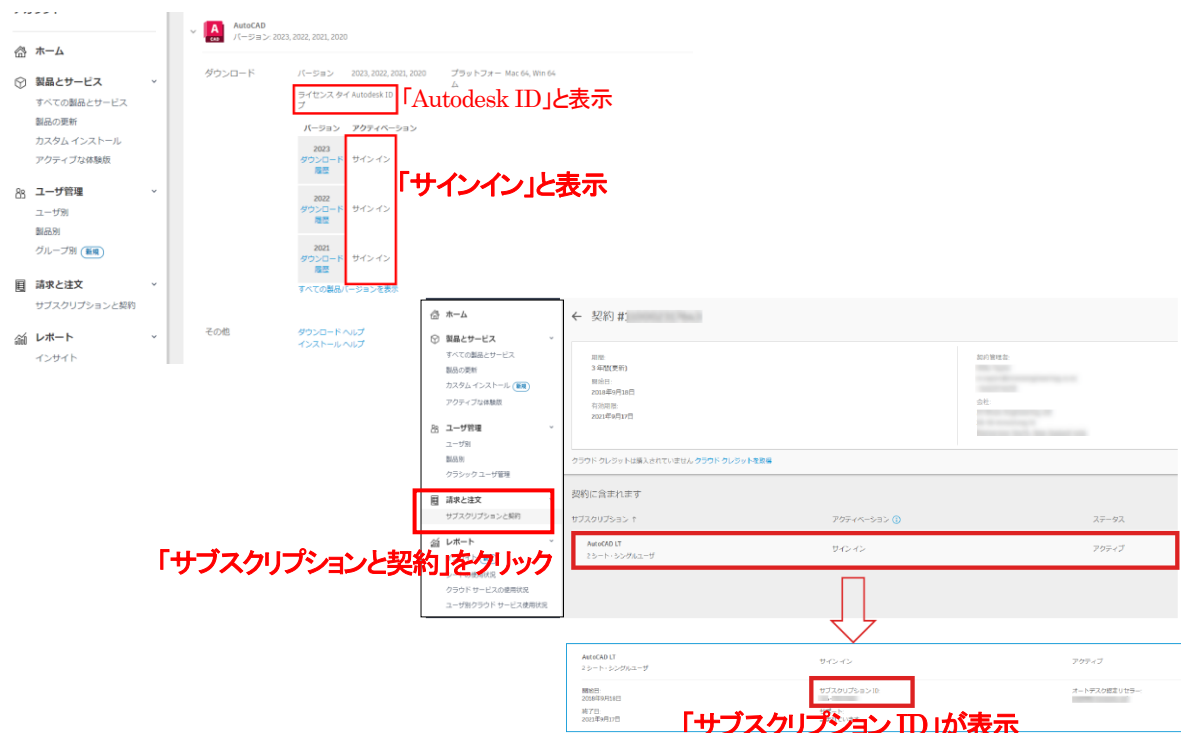 ホーム
製品とサービス
すべての製品とサービス
製品の更新
カスタム インストール
アクティブな体験版
ユーザ管理
ユーザ別
製品別
グループ別 新規
請求と注文
サブスクリプションと契約
レポート
インサイト
A
CAD
AutoCAD
バージョン: 2023, 2022, 2021, 2020
ダウンロード
バージョン 2023, 2022, 2021, 2020
プラットフォー Mac 64, Win 64
ム
ライセンス タイ Autodesk ID
プ
「Autodesk ID」と表示
バージョン アクティベーション
2023
ダウンロード サイン イン
履歴
「サインイン」と表示
2022
ダウンロード サイン イン
履歴
2021
ダウンロード サイン イン
履歴
すべての製品バージョンを表示
その他
ダウンロード ヘルプ
インストール ヘルプ
ホーム
製品とサービス
すべての製品とサービス
製品の更新
カスタム インストール 新規
アクティブな体験版
ユーザ管理
ユーザ別
製品別
クラシック ユーザ管理
請求と注文
サブスクリプションと契約
レポート
「サブスクリプションと契約」をクリック
クラウド サービスの使用状況
ユーザ別クラウド サービス使用状況
← 契約 #:
期間:
3 年間(更新)
開始日:
2018年9月18日
有効期限:
2021年9月17日
契約管理者:
会社:
クラウド クレジットは購入されていません クラウド クレジットを取得
契約に含まれます
サブスクリプション ↑ アクティベーション ステータス
AutoCAD LT
2 シート · シングルユーザ
サイン イン アクティブ
AutoCAD LT
2 シート · シングルユーザ
サイン イン アクティブ
開始日:
2018年9月18日
サブスクリプション ID:
オートデスク認定リセラー:
終了日:
2021年9月17日
「サブスクリプション ID」が表示